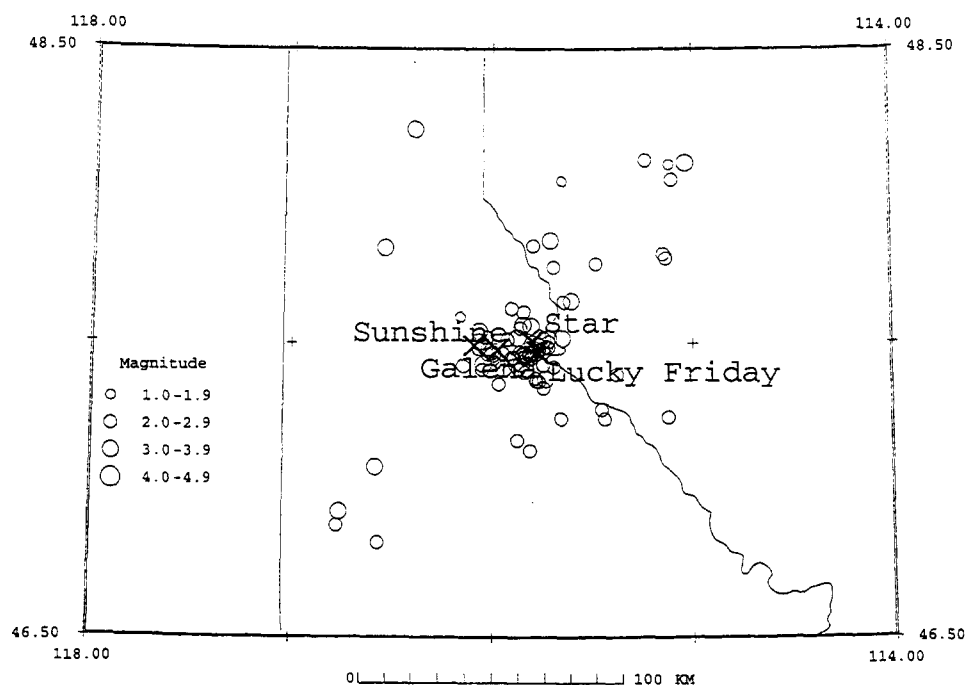 118.00
114.00
48.50
48.50
Sunshine
Star
Galena
Lucky Friday
Magnitude
1.0-1.9
2.0-2.9
3.0-3.9
4.0-4.9
46.50
46.50
118.00
114.00
0
100 KM